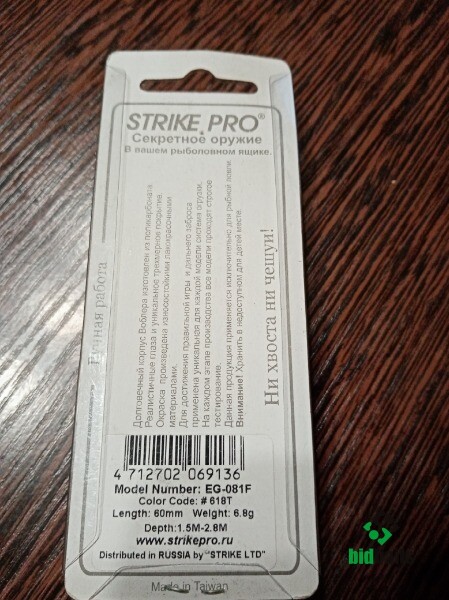 STRIKE PRO®
Секретное оружие
В вашем рыболовном ящике.
Ручная работа
Долговечный корпус Воблера изготовлен из поликарбоната
Реалистичные глаза и уникальное трехмерное покрытие.
Окраска произведена износостойкими лакокрасочными
материалами.
Для достижения правильной игры и дальнего заброса
применена уникальная для каждой модели система огрузки.
На каждом этапе производства все модели проходят строгое
тестирование.
Данная продукция применяется исключительно для рыбной ловли.
Внимание! Хранить в недоступном для детей месте.
Ни хвоста ни чешуи!
4 712702 069136
Model Number: EG-081F
Color Code: # 618T
Length: 60mm Weight: 6.8g
Depth:1.5M-2.8M
www.strikepro.ru
Distributed in RUSSIA by "STRIKE LTD"
Made in Taiwan
bid